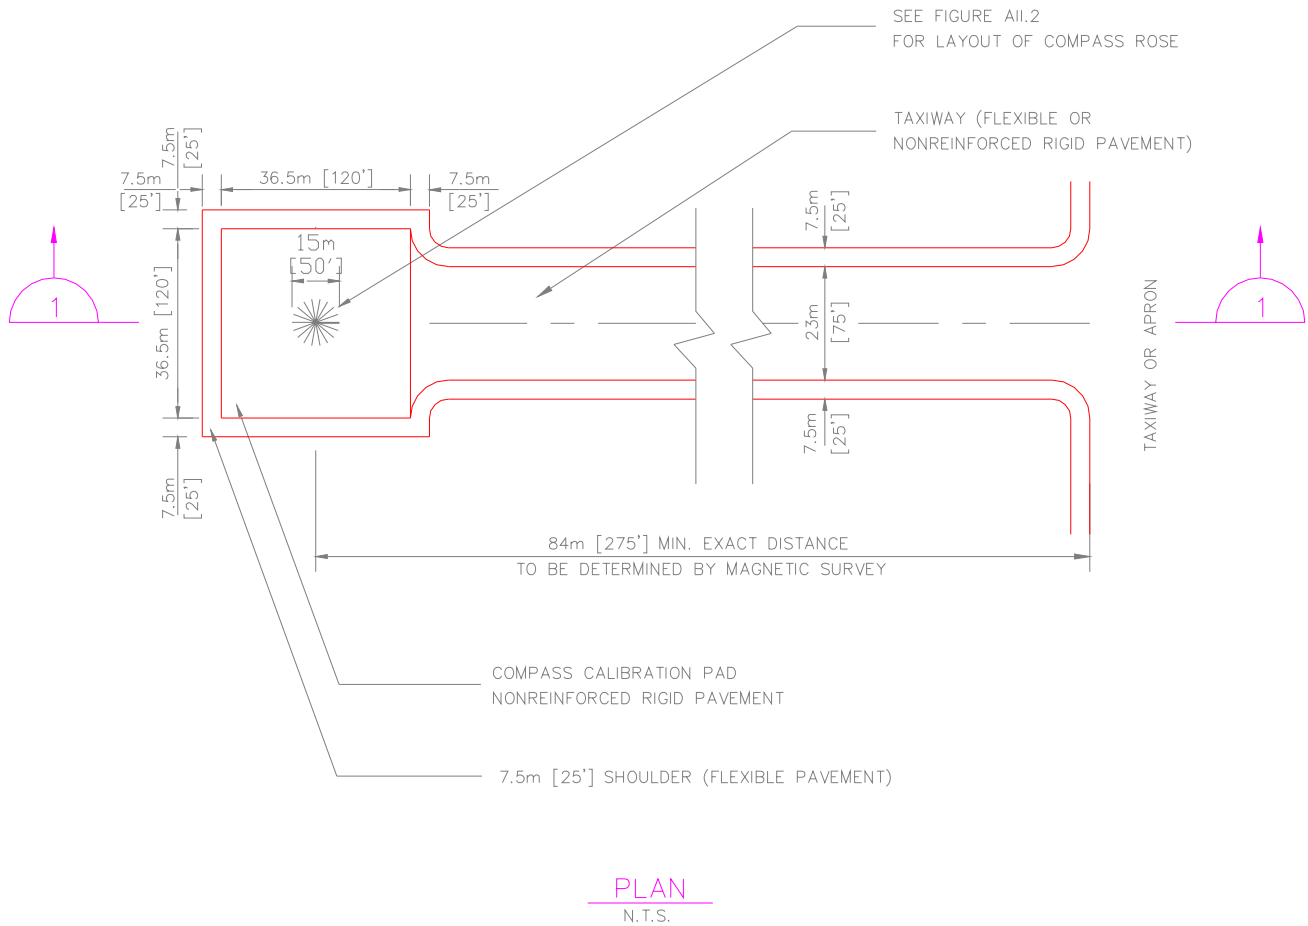 SEE FIGURE AII.2
FOR LAYOUT OF COMPASS ROSE
TAXIWAY (FLEXIBLE OR
NONREINFORCED RIGID PAVEMENT)
7.5m
[25']
7.5m
[25']
36.5m [120']
7.5m
[25']
7.5m
[25']
15m
[50']
36.5m [120']
1
23m
[75']
TAXIWAY OR APRON
1
7.5m
[25']
7.5m
[25']
84m [275'] MIN. EXACT DISTANCE
TO BE DETERMINED BY MAGNETIC SURVEY
COMPASS CALIBRATION PAD
NONREINFORCED RIGID PAVEMENT
7.5m [25'] SHOULDER (FLEXIBLE PAVEMENT)
PLAN
N.T.S.